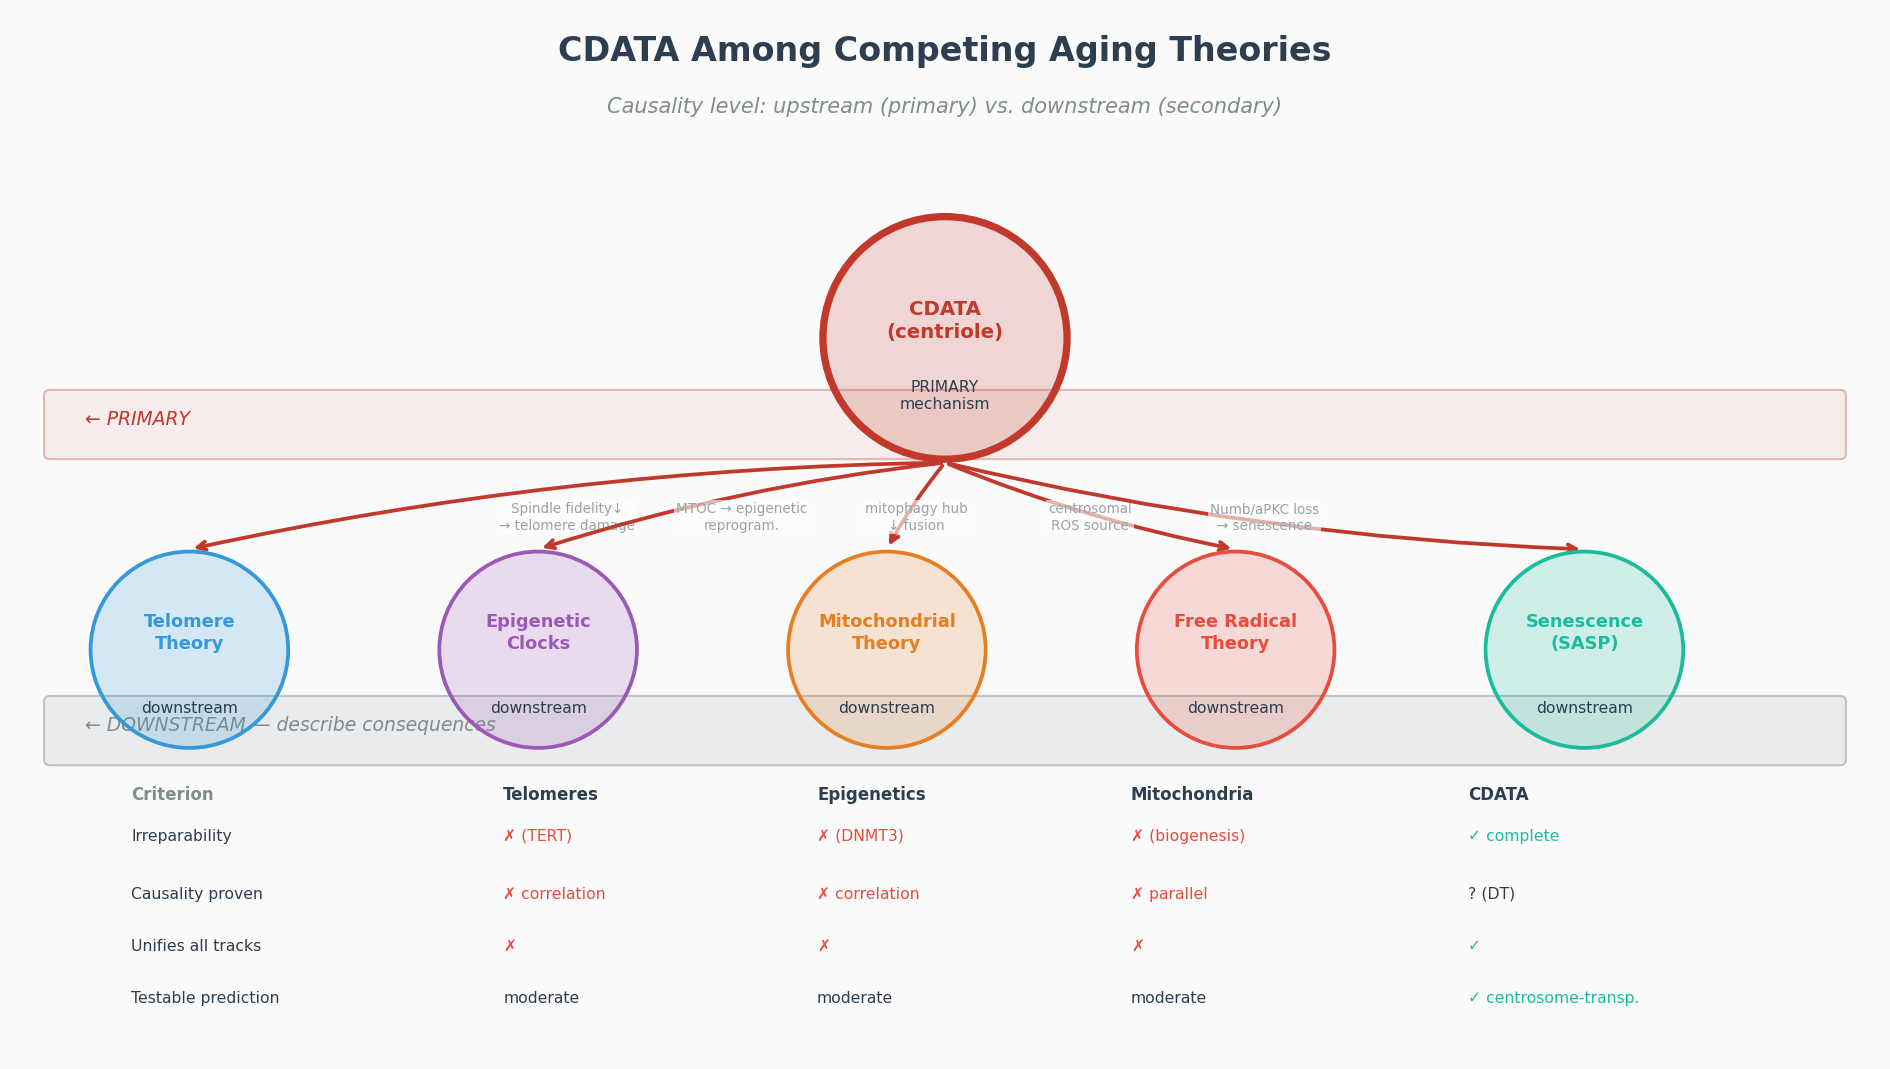 CDATA Among Competing Aging Theories
Causality level: upstream (primary) vs. downstream (secondary)
CDATA
(centriole)
PRIMARY
mechanism
← PRIMARY
Spindle fidelity↓
→ telomere damage
MTOC → epigenetic
reprogram.
mitophagy hub
↓ fusion
centrosomal
ROS source
Numb/aPKC loss
→ senescence
Telomere
Theory
downstream
Epigenetic
Clocks
downstream
Mitochondrial
Theory
downstream
Free Radical
Theory
downstream
Senescence
(SASP)
downstream
← DOWNSTREAM — describe consequences
Criterion Telomeres Epigenetics Mitochondria CDATA
Irreparability ✗ (TERT) ✗ (DNMT3) ✗ (biogenesis) ✓ complete
Causality proven ✗ correlation ✗ correlation ✗ parallel ? (DT)
Unifies all tracks ✗ ✗ ✗ ✓
Testable prediction moderate moderate moderate ✓ centrosome-transp.